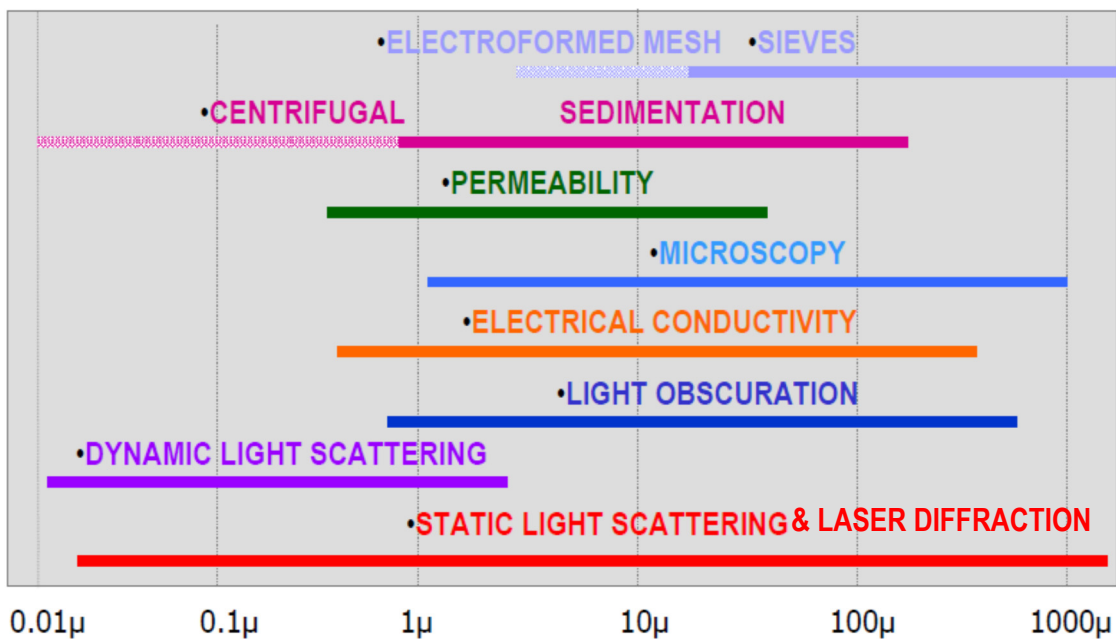 •ELECTROFORMED MESH •SIEVES
•CENTRIFUGAL SEDIMENTATION
•PERMEABILITY
•MICROSCOPY
•ELECTRICAL CONDUCTIVITY
•LIGHT OBSCURATION
•DYNAMIC LIGHT SCATTERING
•STATIC LIGHT SCATTERING & LASER DIFFRACTION
0.01µ 0.1µ 1µ 10µ 100µ 1000µ